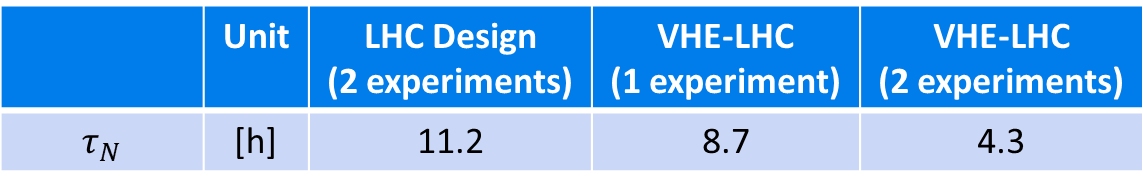 Unit LHC Design VHE-LHC VHE-LHC
(2 experiments) (1 experiment) (2 experiments)
τN [h] 11.2 8.7 4.3